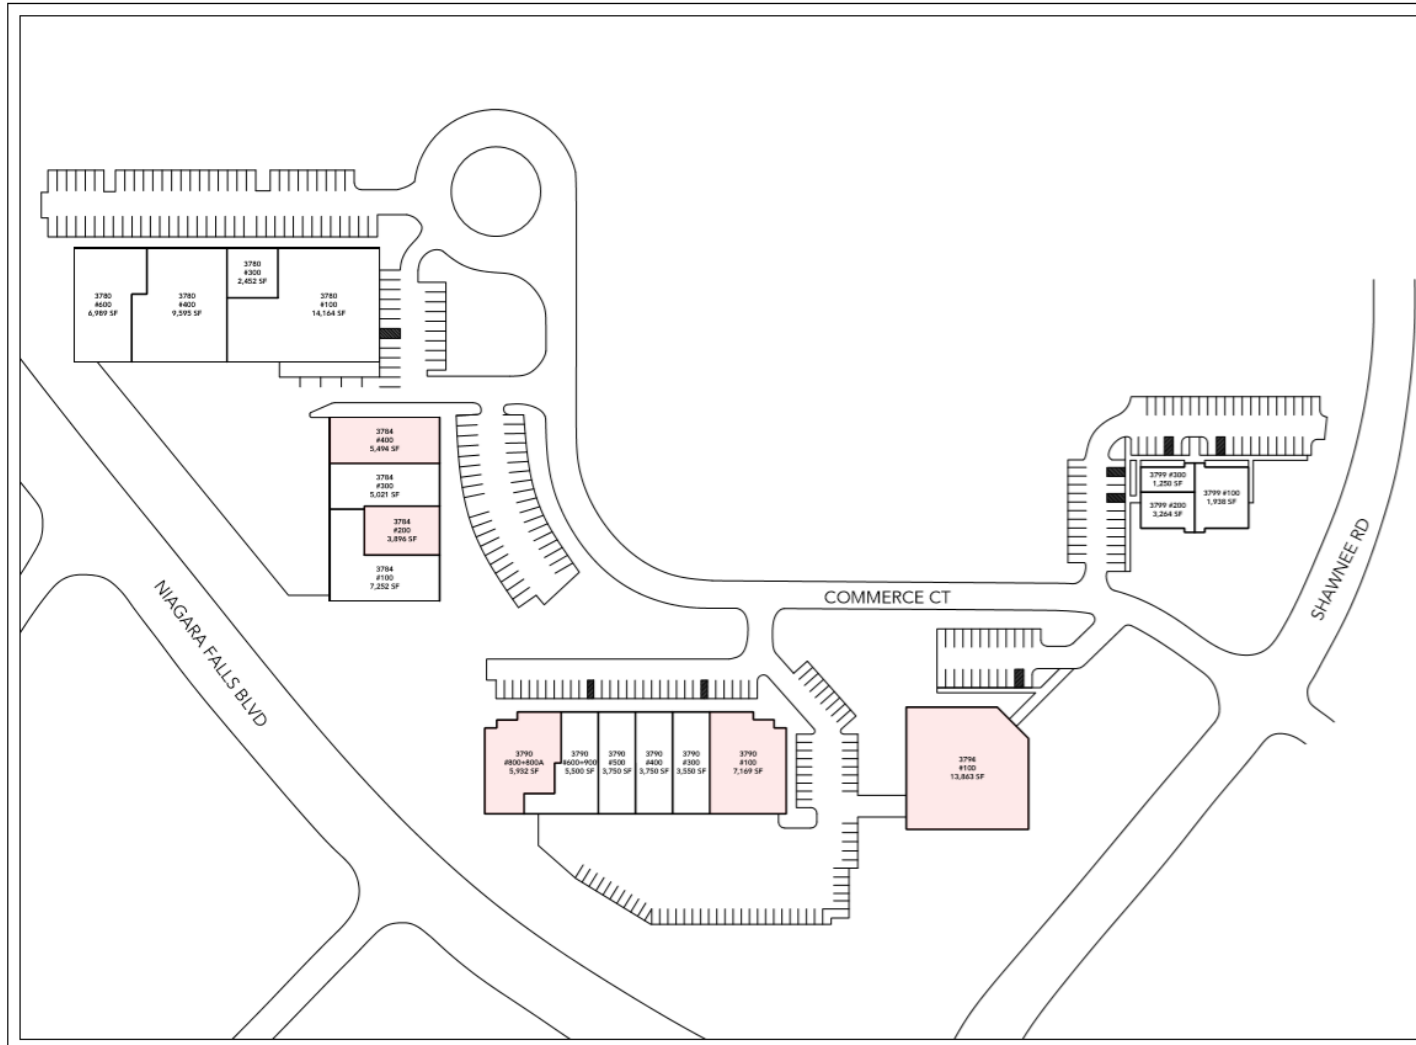 3780
#300
2,452 SF
3780
#600
6,989 SF
3780
#400
9,595 SF
3780
#100
14,164 SF
3784
#400
5,494 SF
3784
#300
5,021 SF
3784
#200
3,896 SF
3784
#100
7,252 SF
3799 #300
1,250 SF
3799 #200
3,264 SF
3799 #100
1,938 SF
SHAWNEE RD
COMMERCE CT
NIAGARA FALLS BLVD
3790
#800+800A
5,932 SF
3790
#600+900
5,500 SF
3790
#500
3,750 SF
3790
#400
3,750 SF
3790
#300
3,550 SF
3790
#100
7,169 SF
3794
#100
13,863 SF